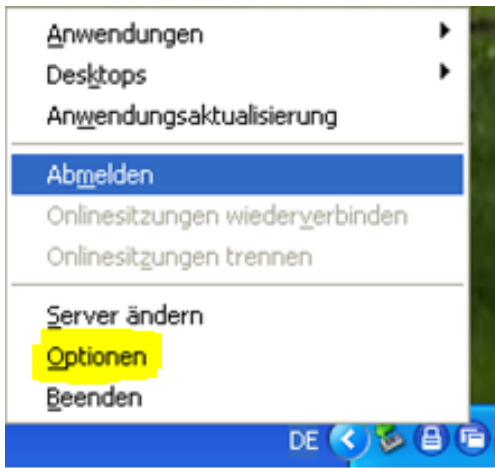 Anwendungen
Desktops
Anwendungsaktualisierung
Abmelden
Onlinesitzungen wiederverbinden
Onlinesitzungen trennen
Server ändern
Optionen
Beenden
DE